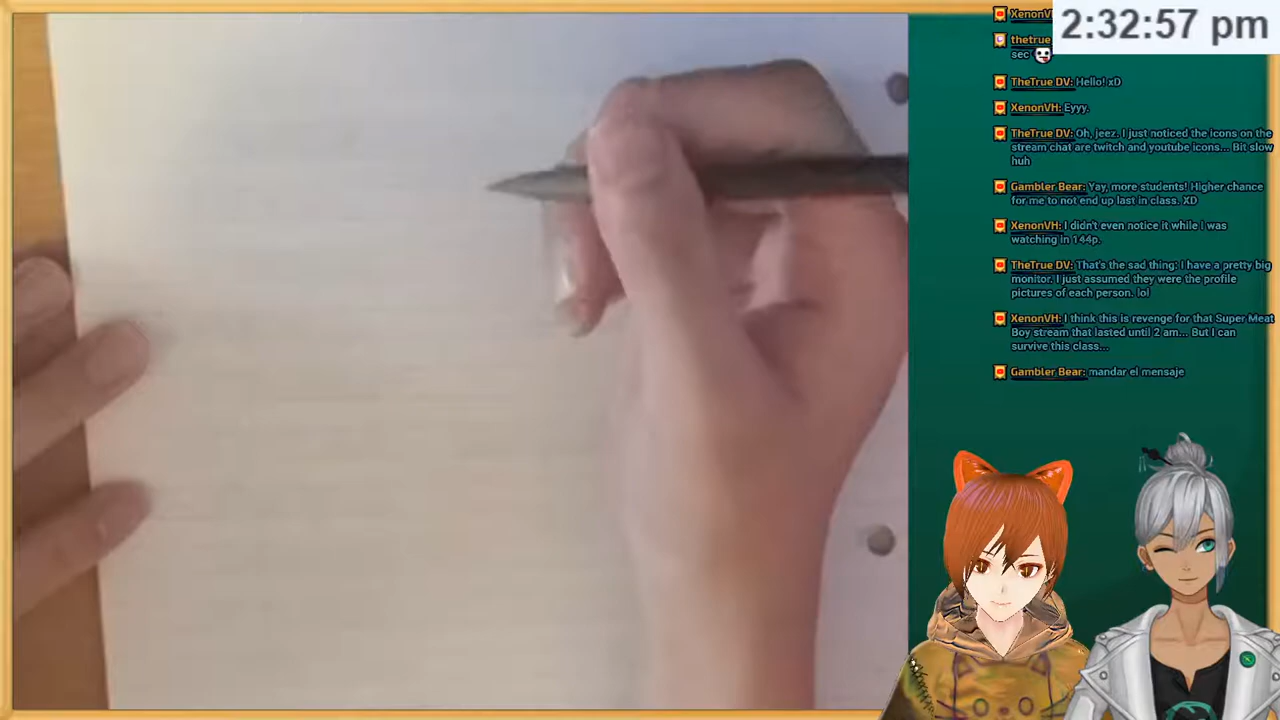 2:32:57 pm
XenonVH
thetrue
sec
TheTrue DV: Hello! xD
XenonVH: Eyyy.
TheTrue DV: Oh, jeez. I just noticed the icons on the
stream chat are twitch and youtube icons... Bit slow
huh
Gambler Bear: Yay, more students! Higher chance
for me to not end up last in class. XD
XenonVH: I didn't even notice it while I was
watching in 144p.
TheTrue DV: That's the sad thing: I have a pretty big
monitor. I just assumed they were the profile
pictures of each person. lol
XenonVH: I think this is revenge for that Super Meat
Boy stream that lasted until 2 am... But I can
survive this class...
Gambler Bear: mandar el mensaje